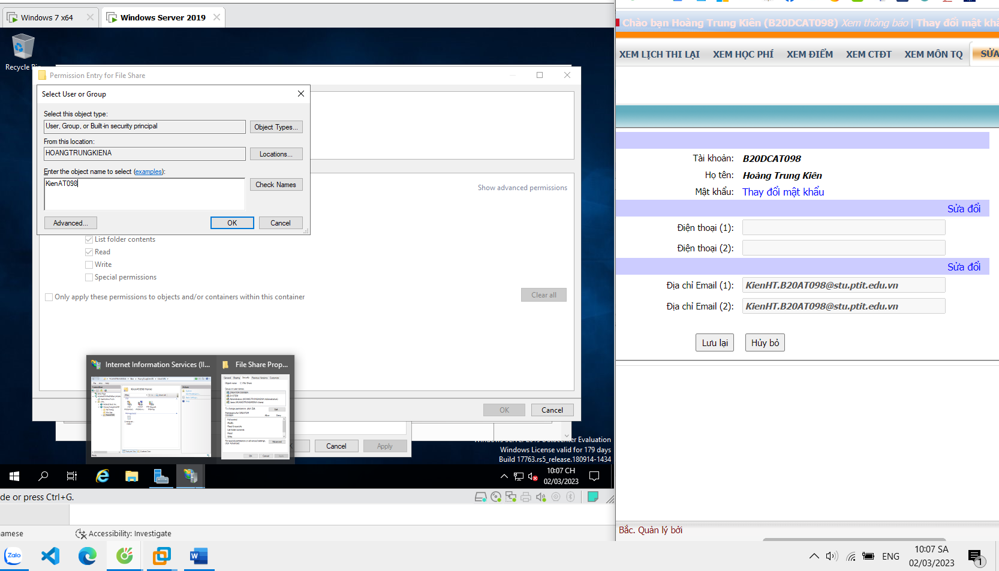 Windows 7 x64
Windows Server 2019
Chào bạn Hoàng Trung Kiên (B20DCAT098) Xem thông báo | Thay đổi mật khẩ
XEM LỊCH THI LẠI XEM HỌC PHÍ XEM ĐIỂM XEM CTĐT XEM MÔN TQ SỬA
Recycle Bin
Permission Entry for File Share
Select User or Group
Select this object type:
User, Group, or Built-in security principal
Object Types...
From this location:
HOANGTRUNGKIENA
Locations...
Enter the object name to select (examples):
KienAT098
Check Names
Advanced...
OK
Cancel
Show advanced permissions
List folder contents
Read
Write
Special permissions
Only apply these permissions to objects and/or containers within this container
Clear all
OK
Cancel
Internet Information Services (II...
File Share Prop...
Cancel
Apply
Windows License valid for 179 days
Build 17763.rs5_release.180914-1434
10:07 CH
02/03/2023
de or press Ctrl+G.
amese
Accessibility: Investigate
Tài khoản: B20DCAT098
Họ tên: Hoàng Trung Kiên
Mật khẩu: Thay đổi mật khẩu
Sửa đổi
Điện thoại (1):
Điện thoại (2):
Sửa đổi
Địa chỉ Email (1): KienHT.B20AT098@stu.ptit.edu.vn
Địa chỉ Email (2): KienHT.B20AT098@stu.ptit.edu.vn
Lưu lại
Hủy bỏ
Bắc. Quản lý bởi
Zalo
ENG
10:07 SA
02/03/2023
1